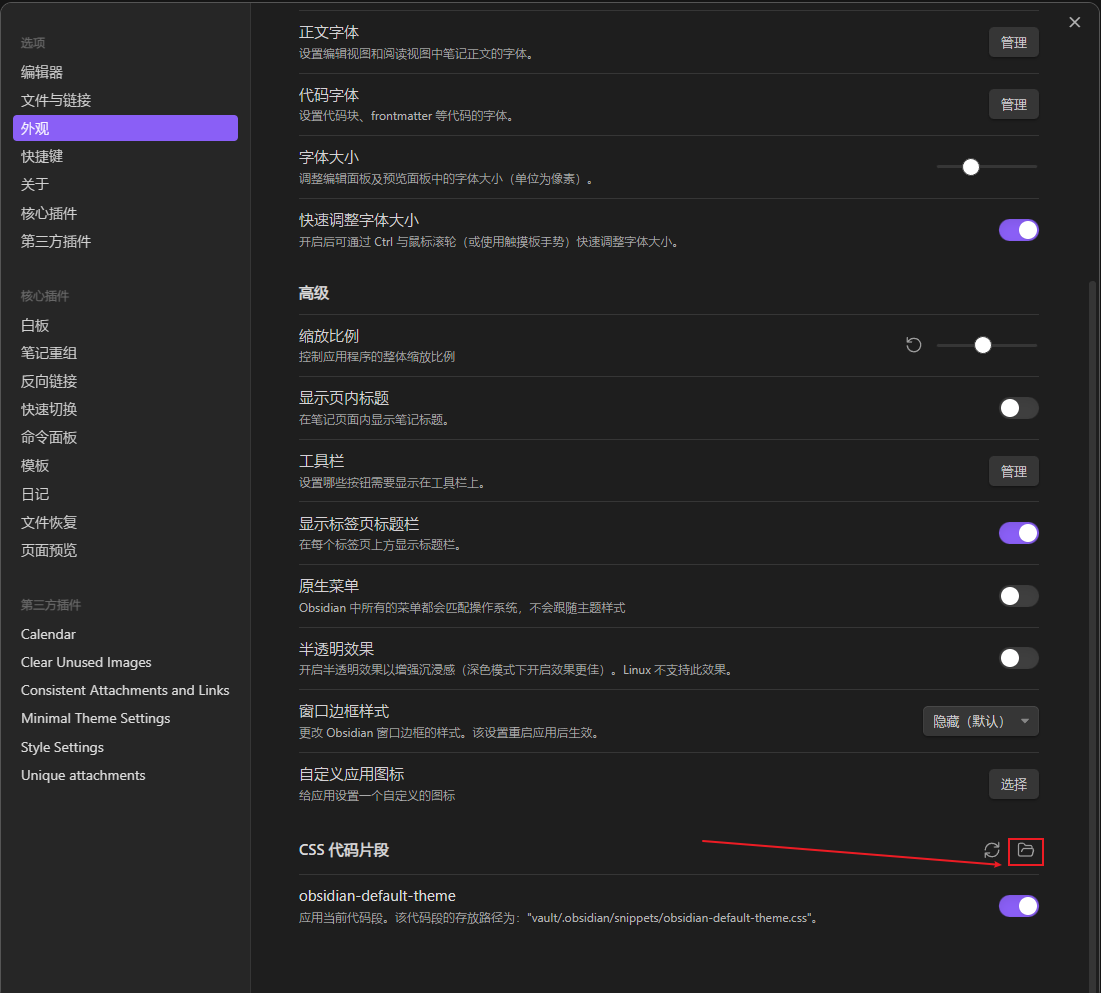 选项
编辑器
文件与链接
外观
快捷键
关于
核心插件
第三方插件
核心插件
白板
笔记重组
反向链接
快速切换
命令面板
模板
日记
文件恢复
页面预览
第三方插件
Calendar
Clear Unused Images
Consistent Attachments and Links
Minimal Theme Settings
Style Settings
Unique attachments
正文字体
设置编辑视图和阅读视图中笔记正文的字体。
管理
代码字体
设置代码块、frontmatter 等代码的字体。
管理
字体大小
调整编辑面板及预览面板中的字体大小（单位为像素）。
快速调整字体大小
开启后可通过 Ctrl 与鼠标滚轮（或使用触摸板手势）快速调整字体大小。
高级
缩放比例
控制应用程序的整体缩放比例
显示页内标题
在笔记页面内显示笔记标题。
工具栏
设置哪些按钮需要显示在工具栏上。
管理
显示标签页标题栏
在每个标签页上方显示标题栏。
原生菜单
Obsidian 中所有的菜单都会匹配操作系统，不会跟随主题样式
半透明效果
开启半透明效果以增强沉浸感（深色模式下开启效果更佳）。Linux 不支持此效果。
窗口边框样式
更改 Obsidian 窗口边框的样式。该设置重启应用后生效。
隐藏（默认）
自定义应用图标
给应用设置一个自定义的图标
选择
CSS 代码片段
obsidian-default-theme
应用当前代码段。该代码段的存放路径为："vault/.obsidian/snippets/obsidian-default-theme.css"。